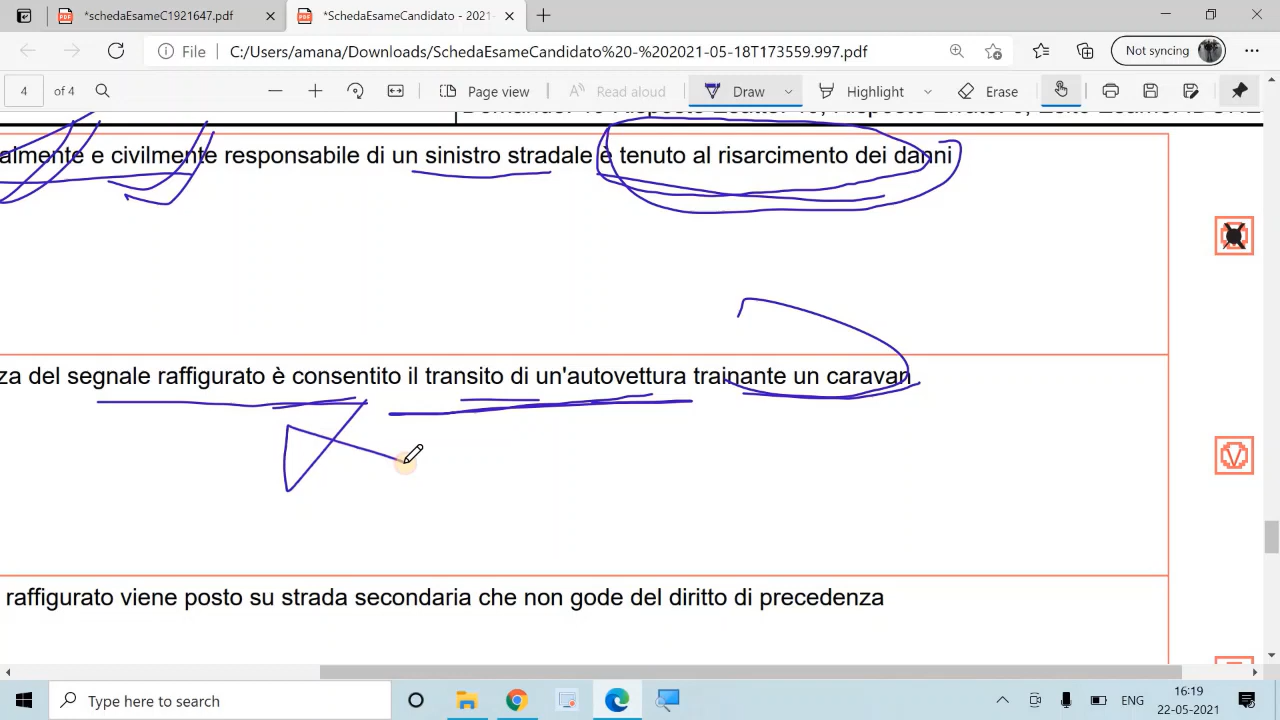 *schedaEsameC1921647.pdf
*SchedaEsameCandidato - 2021-
File
C:/Users/amana/Downloads/SchedaEsameCandidato%20-%202021-05-18T173559.997.pdf
Not syncing
4 of 4
Page view
Read aloud
Draw
Highlight
Erase
almente e civilmente responsabile di un sinistro stradale è tenuto al risarcimento dei danni
za del segnale raffigurato è consentito il transito di un'autovettura trainante un caravan
V
raffigurato viene posto su strada secondaria che non gode del diritto di precedenza
Type here to search
ENG
16:19
22-05-2021